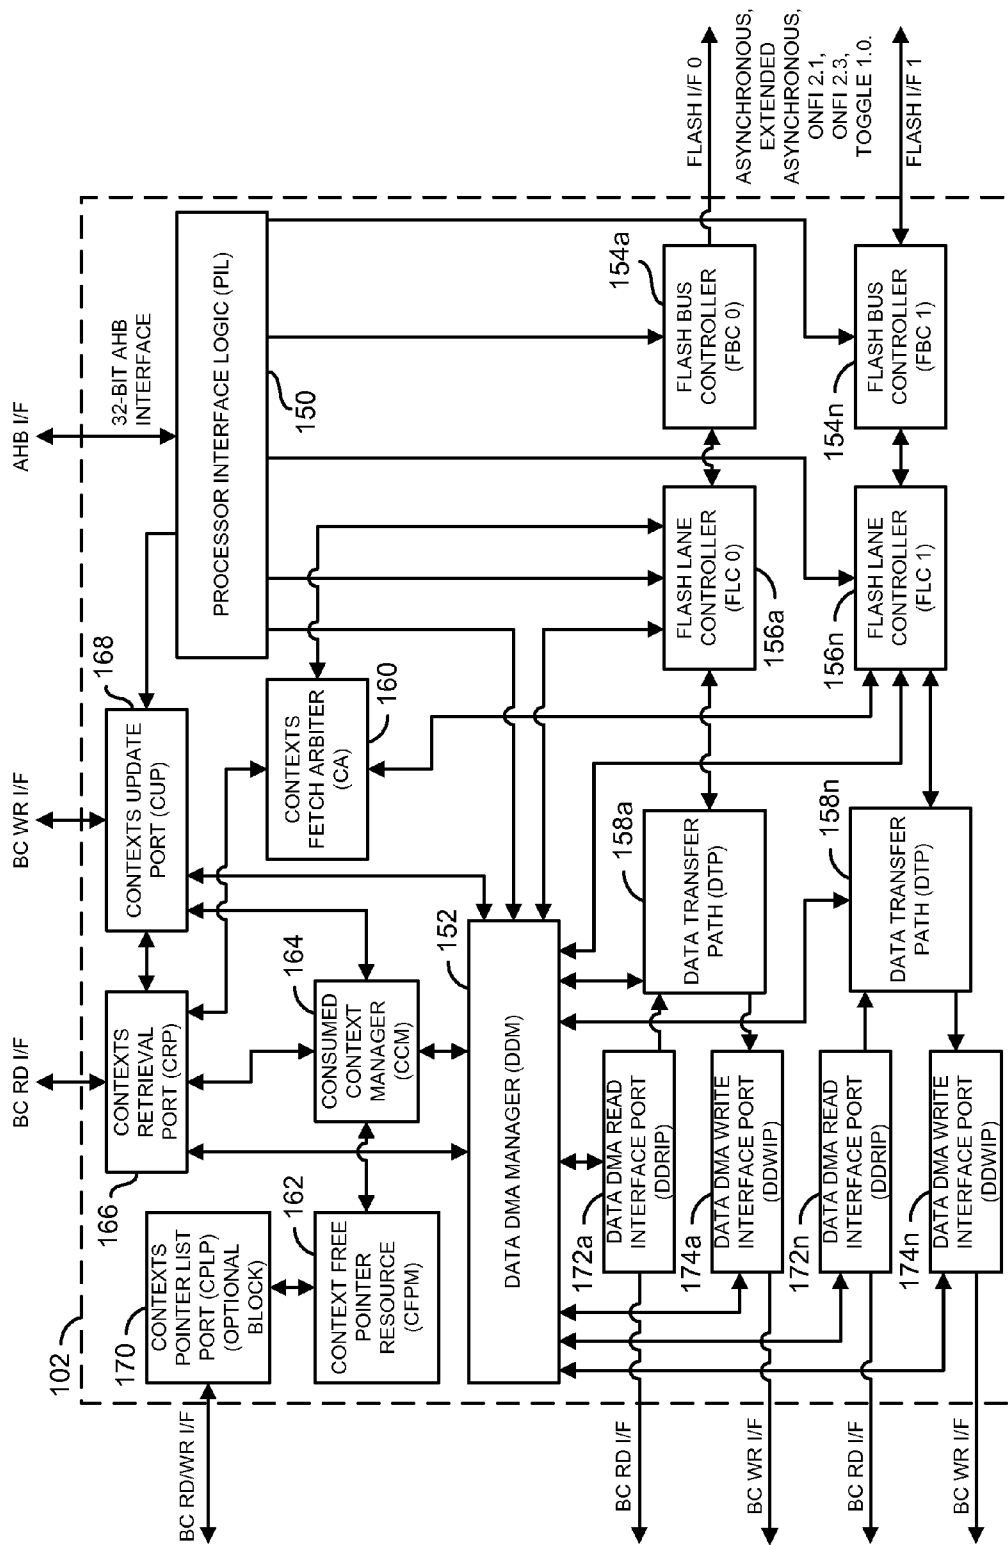 AHB I/F
32-BIT AHB
INTERFACE
BC WR I/F
BC RD I/F
BC RD/WR I/F
102
PROCESSOR INTERFACE LOGIC (PIL)
150
168
CONTEXTS UPDATE
PORT (CUP)
CONTEXTS
RETRIEVAL
PORT (CRP)
166
170
CONTEXTS
POINTER LIST
PORT (CPLP)
(OPTIONAL
BLOCK)
CONTEXTS
FETCH ARBITER
(CA)
160
164
CONSUMED
CONTEXT
MANAGER
(CCM)
162
CONTEXT FREE
POINTER
RESOURCE
(CFPM)
152
DATA DMA MANAGER (DDM)
154a
FLASH BUS
CONTROLLER
(FBC 0)
FLASH I/F 0
ASYNCHRONOUS,
EXTENDED
ASYNCHRONOUS,
ONFI 2.1,
ONFI 2.3,
TOGGLE 1.0.
FLASH LANE
CONTROLLER
(FLC 0)
156a
158a
DATA TRANSFER
PATH (DTP)
172a
DATA DMA READ
INTERFACE PORT
(DDRIP)
BC RD I/F
174a
DATA DMA WRITE
INTERFACE PORT
(DDWIP)
BC WR I/F
154n
FLASH BUS
CONTROLLER
(FBC 1)
FLASH I/F 1
156n
FLASH LANE
CONTROLLER
(FLC 1)
158n
DATA TRANSFER
PATH (DTP)
172n
DATA DMA READ
INTERFACE PORT
(DDRIP)
BC RD I/F
174n
DATA DMA WRITE
INTERFACE PORT
(DDWIP)
BC WR I/F